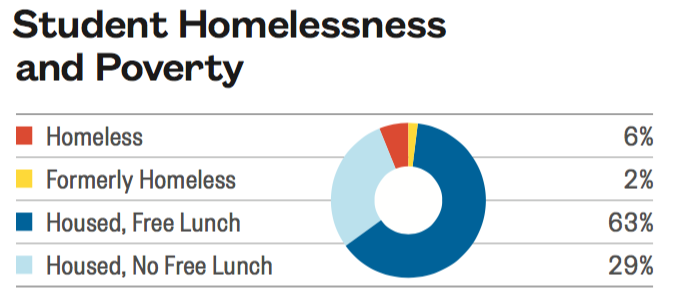 Student Homelessness
and Poverty
Homeless 6%
Formerly Homeless 2%
Housed, Free Lunch 63%
Housed, No Free Lunch 29%